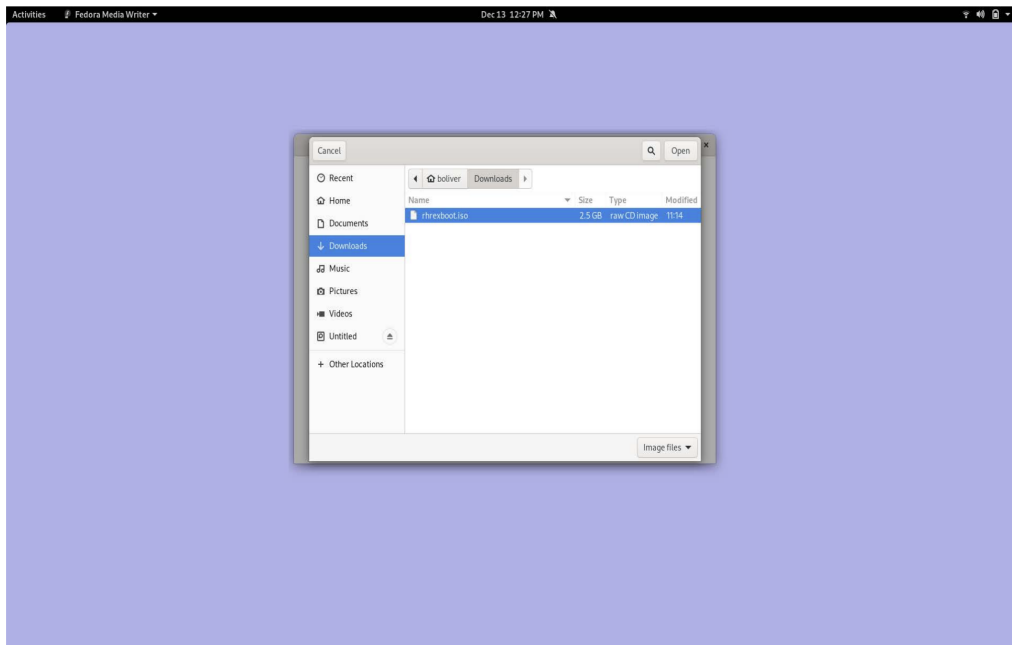 Activities Fedora Media Writer Dec 13 12:27 PM
Cancel Open
Recent
Home
Documents
Downloads
Music
Pictures
Videos
Untitled
Other Locations
boliver Downloads
Name Size Type Modified
rhrexboot.iso 2.5 GB raw CD image 11:14
Image files